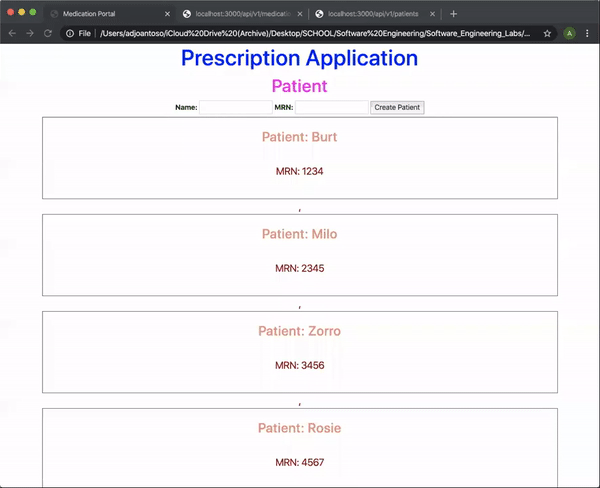 Medication Portal
localhost:3000/api/v1/medication
localhost:3000/api/v1/patients
File /Users/adjoantoso/iCloud%20Drive%20(Archive)/Desktop/SCHOOL/Software%20Engineering/Software_Engineering_Labs/...
A
Prescription Application
Patient
Name: MRN: Create Patient
Patient: Burt
MRN: 1234
,
Patient: Milo
MRN: 2345
,
Patient: Zorro
MRN: 3456
,
Patient: Rosie
MRN: 4567